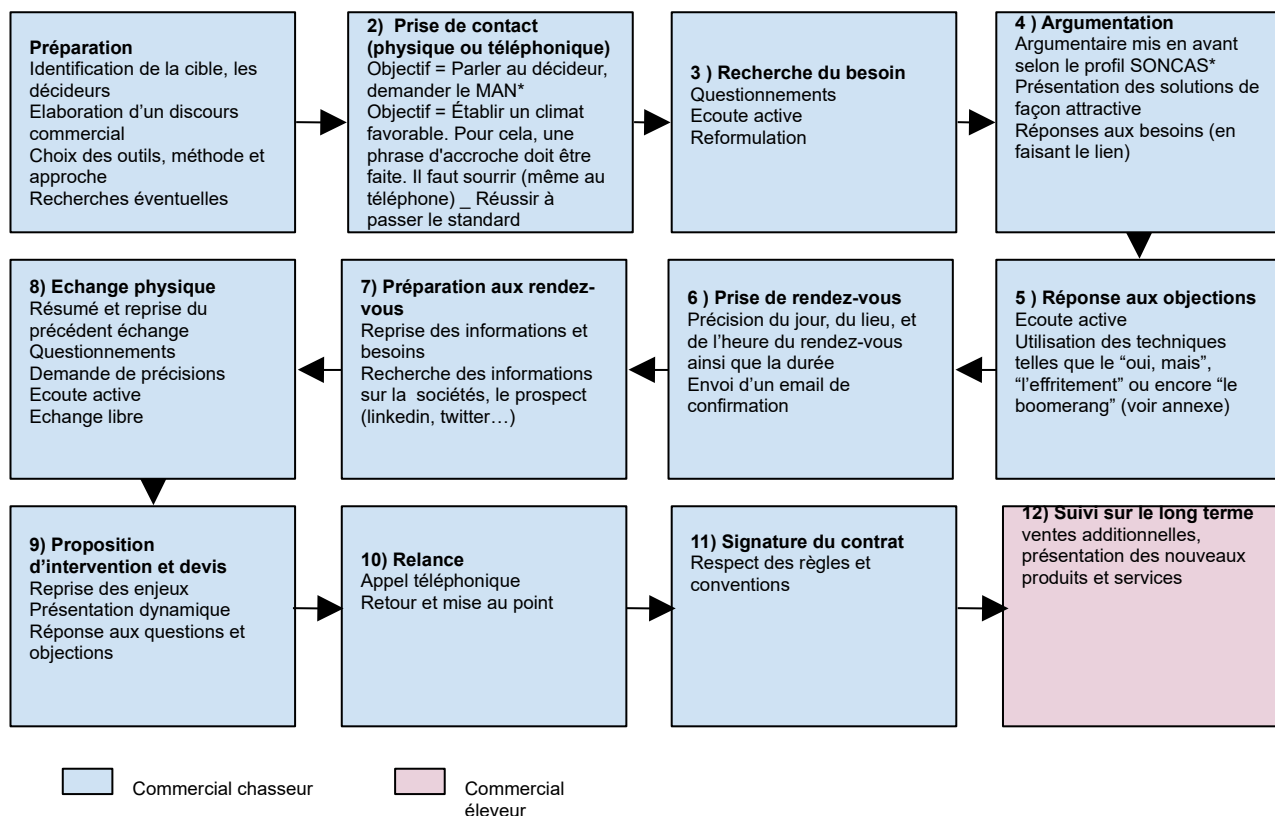 Préparation
Identification de la cible, les
décideurs
Elaboration d’un discours
commercial
Choix des outils, méthode et
approche
Recherches éventuelles
2) Prise de contact
(physique ou téléphonique)
Objectif = Parler au décideur,
demander le MAN*
Objectif = Établir un climat
favorable. Pour cela, une
phrase d'accroche doit être
faite. Il faut sourrir (même au
téléphone) _ Réussir à
passer le standard
3 ) Recherche du besoin
Questionnements
Ecoute active
Reformulation
4 ) Argumentation
Argumentaire mis en avant
selon le profil SONCAS*
Présentation des solutions de
façon attractive
Réponses aux besoins (en
faisant le lien)
5 ) Réponse aux objections
Ecoute active
Utilisation des techniques
telles que le “oui, mais”,
“l’effritement” ou encore “le
boomerang” (voir annexe)
6 ) Prise de rendez-vous
Précision du jour, du lieu, et
de l’heure du rendez-vous
ainsi que la durée
Envoi d’un email de
confirmation
7) Préparation aux rendez-
vous
Reprise des informations et
besoins
Recherche des informations
sur la sociétés, le prospect
(linkedin, twitter…)
8) Echange physique
Résumé et reprise du
précédent échange
Questionnements
Demande de précisions
Ecoute active
Echange libre
9) Proposition
d’intervention et devis
Reprise des enjeux
Présentation dynamique
Réponse aux questions et
objections
10) Relance
Appel téléphonique
Retour et mise au point
11) Signature du contrat
Respect des règles et
conventions
12) Suivi sur le long terme
ventes additionnelles,
présentation des nouveaux
produits et services
Commercial chasseur
Commercial
éleveur